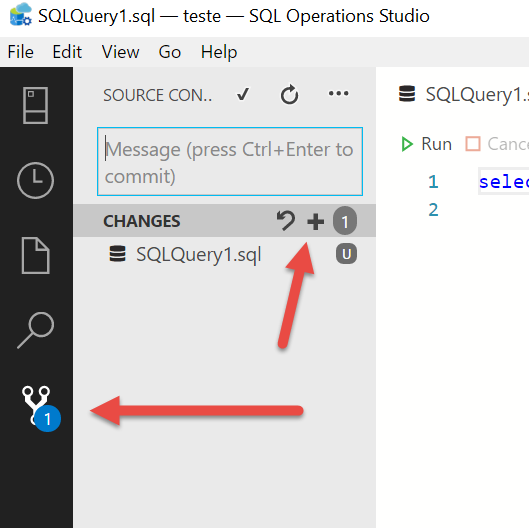 SQLQuery1.sql — teste — SQL Operations Studio
File Edit View Go Help
SOURCE CON..
SQLQuery1.s
Message (press Ctrl+Enter to
commit)
Run Canc
1 selec
2
CHANGES 1
SQLQuery1.sql U
1